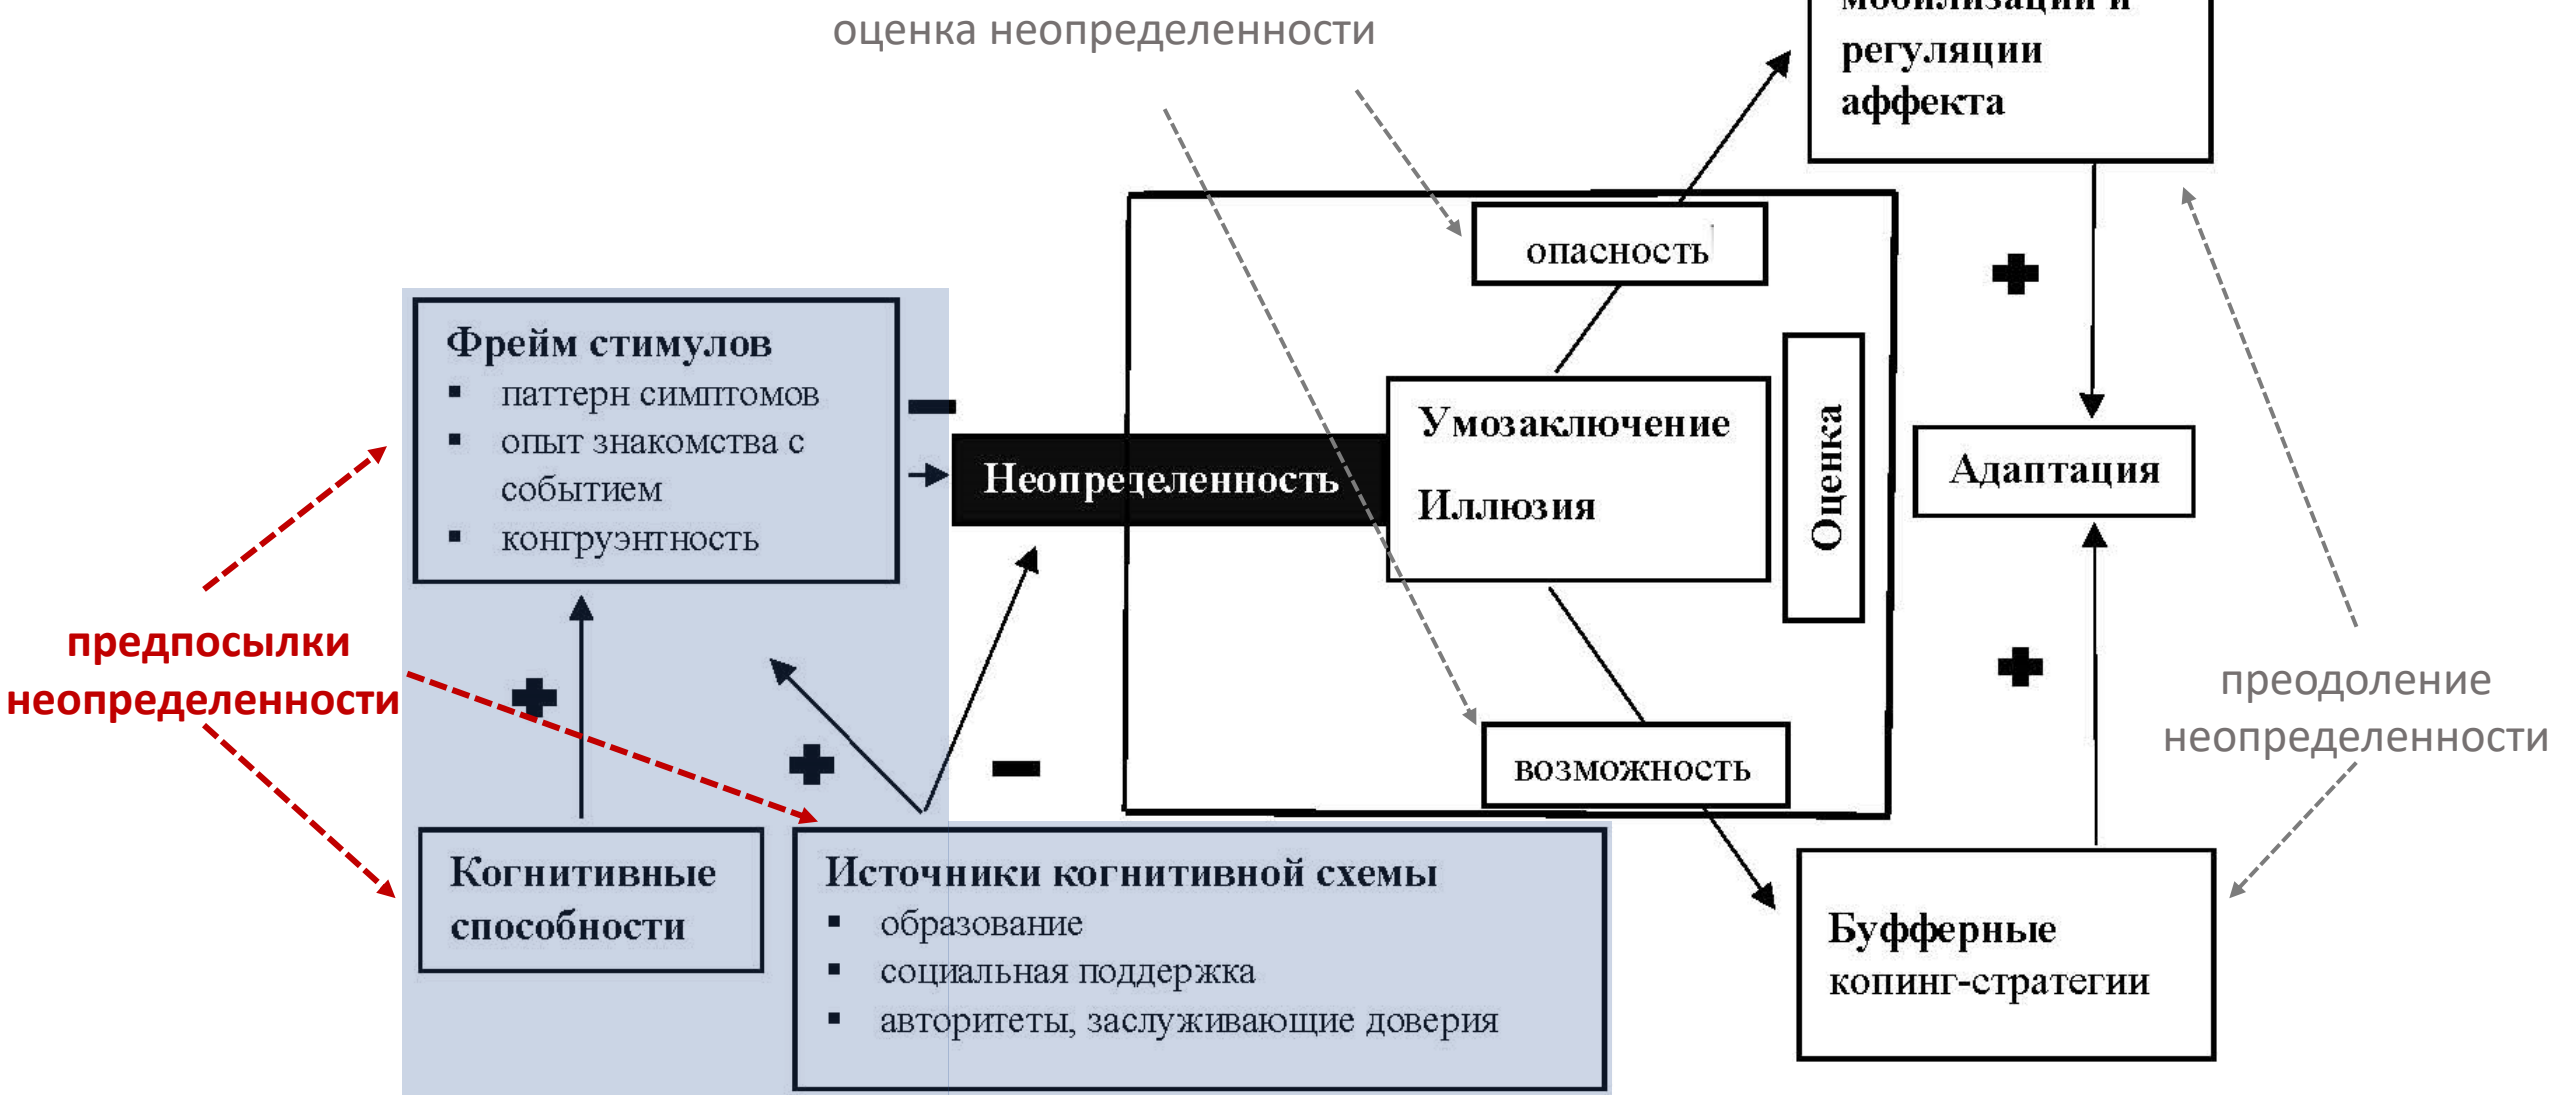 оценка неопределенности
мобилизации и
регуляции
аффекта
опасность
Фрейм стимулов
▪ паттерн симптомов
▪ опыт знакомства с
событием
▪ конгруэнтность
Неопределенность
Умозаключение
Иллюзия
Оценка
Адаптация
предпосылки
неопределенности
преодоление
неопределенности
возможность
Когнитивные
способности
Источники когнитивной схемы
▪ образование
▪ социальная поддержка
▪ авторитеты, заслуживающие доверия
Буфферные
копинг-стратегии